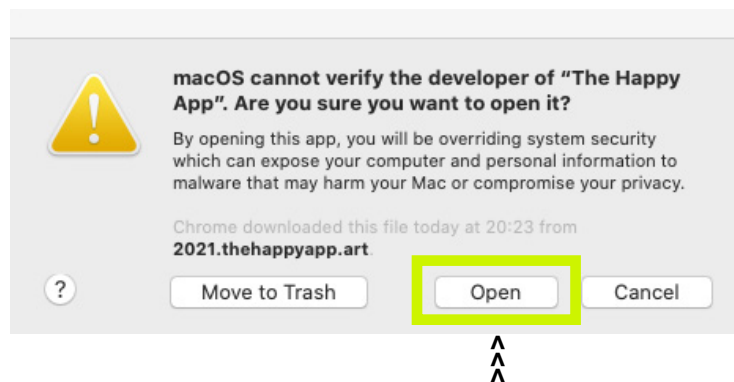 macOS cannot verify the developer of “The Happy
App”. Are you sure you want to open it?
By opening this app, you will be overriding system security
which can expose your computer and personal information to
malware that may harm your Mac or compromise your privacy.
Chrome downloaded this file today at 20:23 from
2021.thehappyapp.art.
? Move to Trash Open Cancel
^
^
^